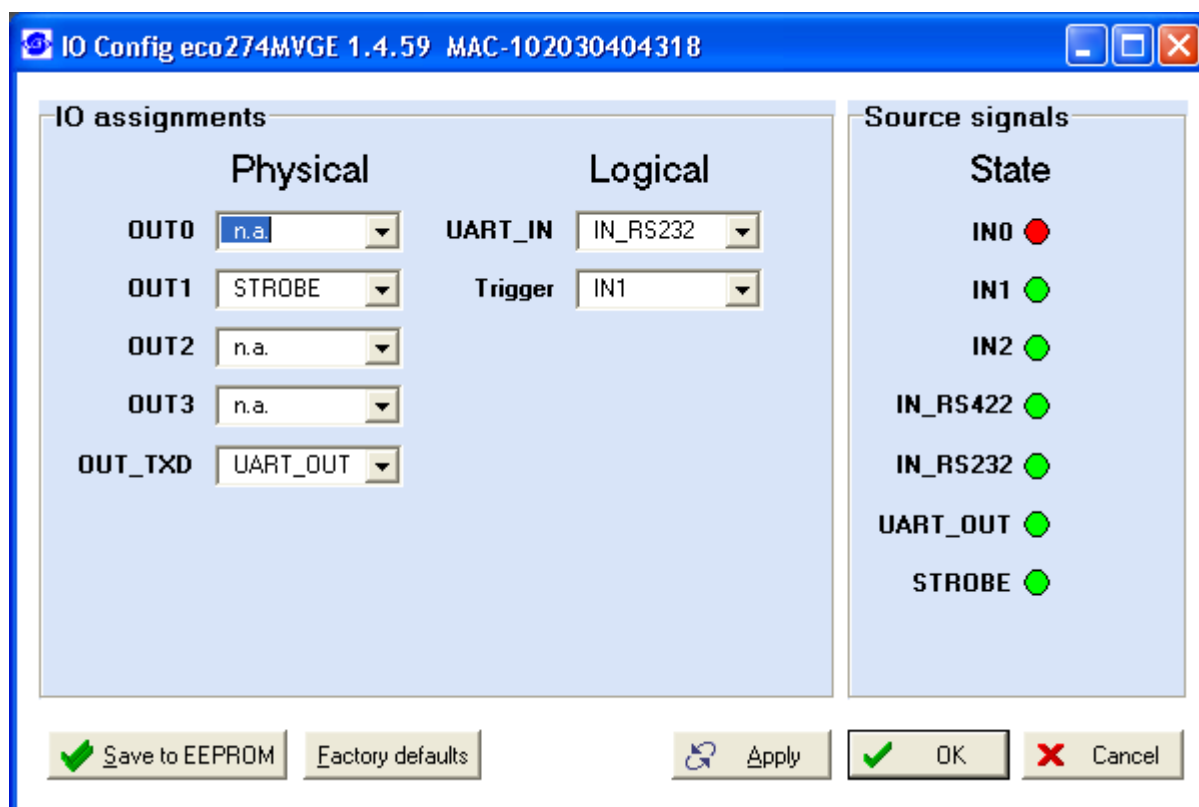 IO Config eco274MVGE 1.4.59 MAC-102030404318
IO assignments
Physical Logical
OUT0 n.a. UART_IN IN_RS232
OUT1 STROBE Trigger IN1
OUT2 n.a.
OUT3 n.a.
OUT_TXD UART_OUT
Source signals
State
IN0
IN1
IN2
IN_RS422
IN_RS232
UART_OUT
STROBE
Save to EEPROM Factory defaults Apply OK Cancel